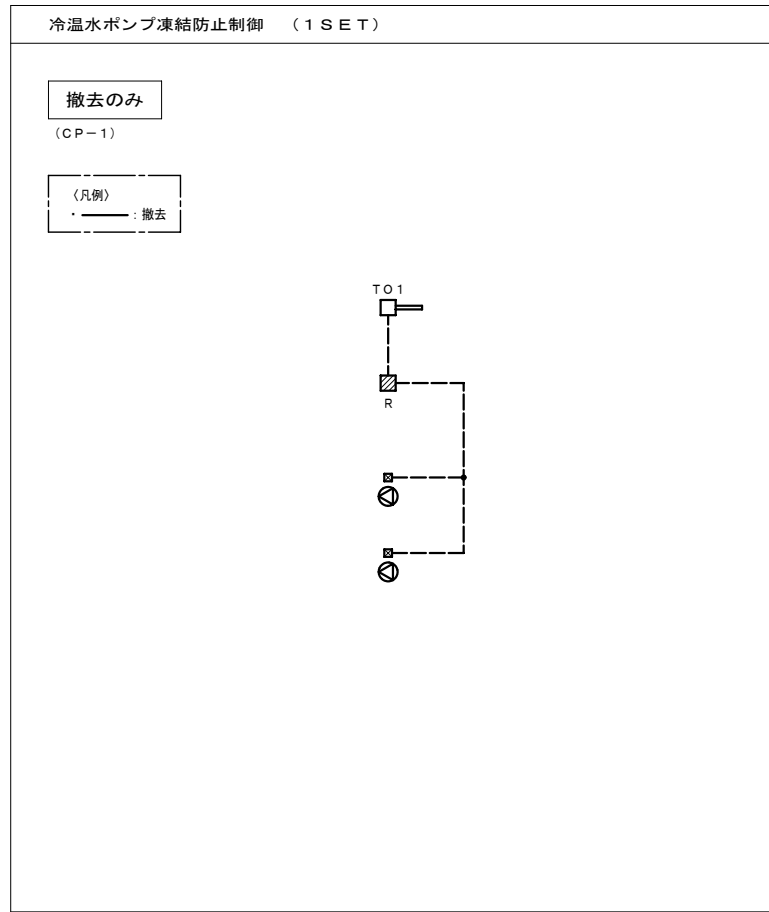 冷温水ポンプ凍結防止制御　（１ＳＥＴ）
撤去のみ
（ＣＰ－１）
〈凡例〉
・━━━：撤去
ＴＯ１
Ｒ